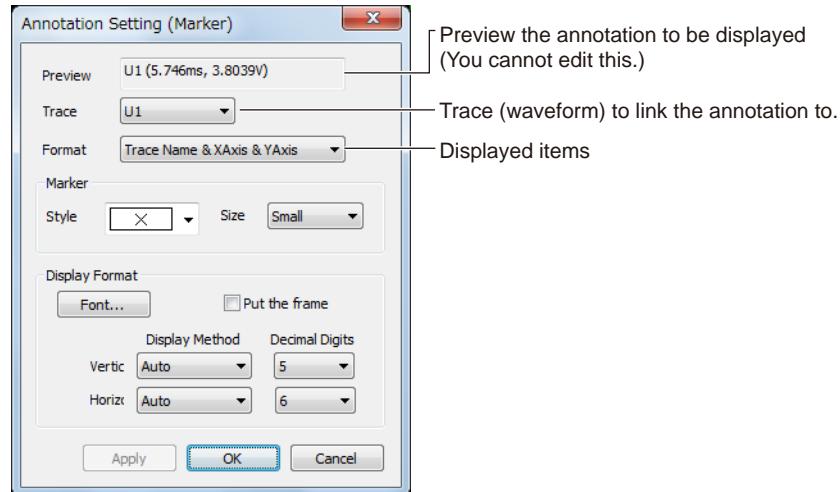 Annotation Setting (Marker)
Preview the annotation to be displayed
(You cannot edit this.)
Preview U1 (5.746ms, 3.8039V)
Trace U1
Trace (waveform) to link the annotation to.
Format Trace Name & XAxis & YAxis
Displayed items
Marker
Style Size Small
Display Format
Font... Put the frame
Display Method Decimal Digits
Vertic Auto 5
Horizc Auto 6
Apply OK Cancel